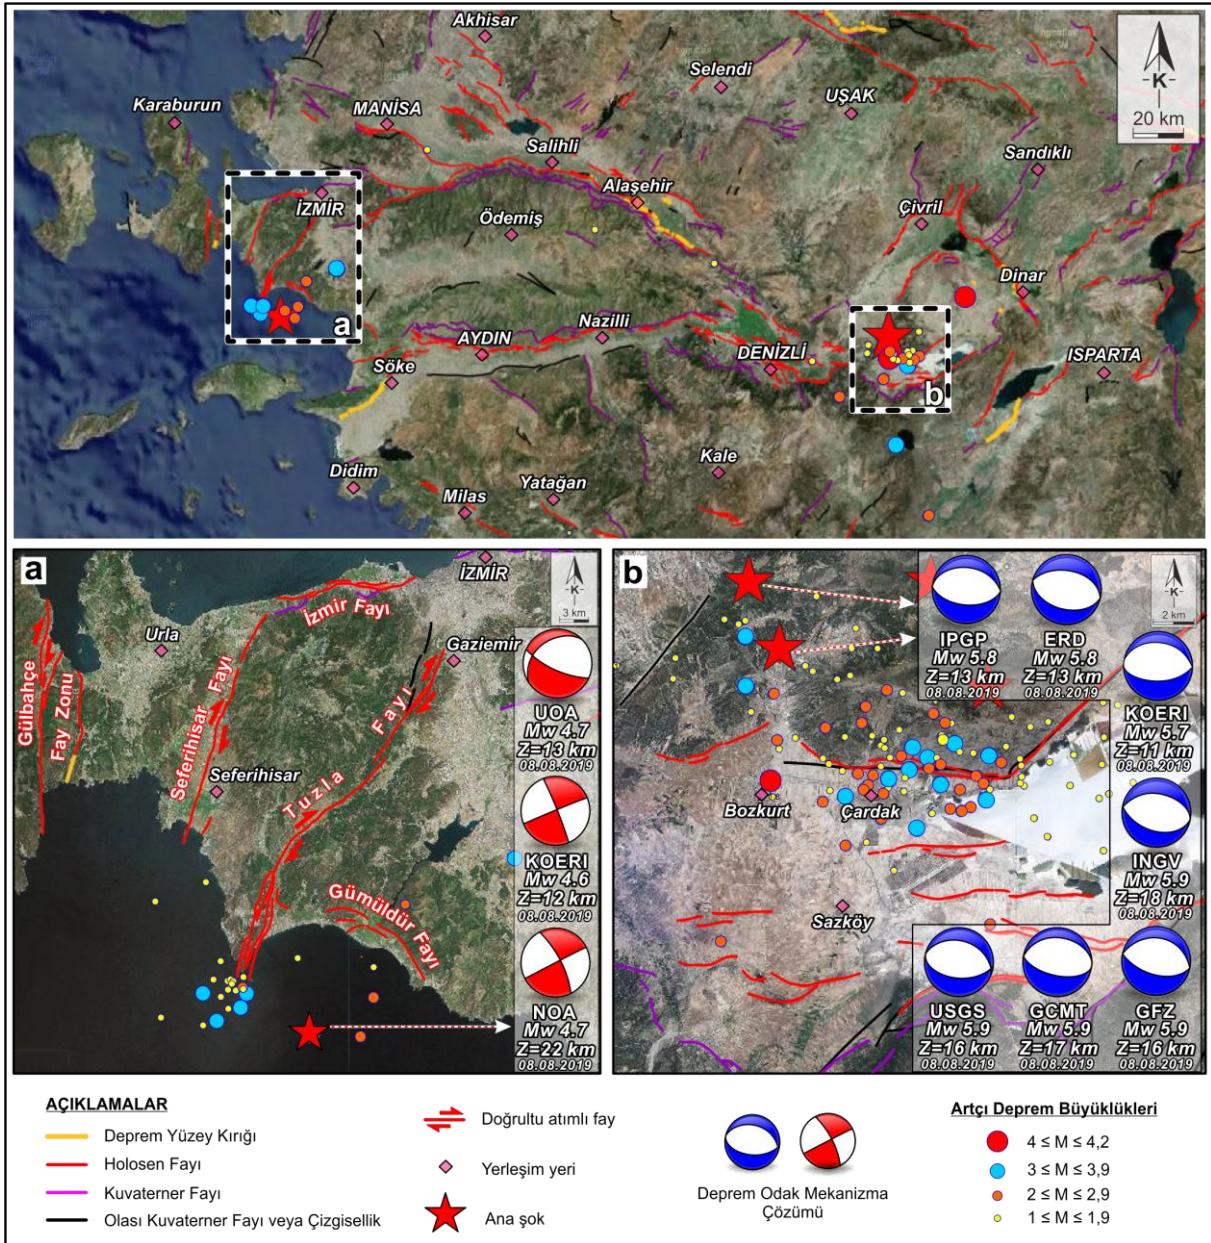 Akhisar
Selendi
Karaburun
MANİSA
UŞAK
K
20 km
Salihli
Sandıklı
Alaşehir
İZMİR
Ödemiş
Çivril
Dinar
a
Nazilli
AYDIN
DENİZLİ
ISPARTA
Söke
b
Kale
Didim
Yatağan
Milas
a
İZMİR
K
3 km
İzmir Fayı
Urla
Gaziemir
Gülbahçe
Fay Zonu
Seferihisar Fayı
Seferihisar
Tuzla Fayı
Gümüldür Fayı
UOA
Mw 4.7
Z=13 km
08.08.2019
KOERI
Mw 4.6
Z=12 km
08.08.2019
NOA
Mw 4.7
Z=22 km
08.08.2019
b
K
2 km
IPGP
Mw 5.8
Z=13 km
08.08.2019
ERD
Mw 5.8
Z=13 km
08.08.2019
KOERI
Mw 5.7
Z=11 km
08.08.2019
Bozkurt
Çardak
INGV
Mw 5.9
Z=18 km
08.08.2019
Sazköy
USGS
Mw 5.9
Z=16 km
08.08.2019
GCMT
Mw 5.9
Z=17 km
08.08.2019
GFZ
Mw 5.9
Z=16 km
08.08.2019
AÇIKLAMALAR
Deprem Yüzey Kırığı
Holosen Fayı
Kuvaterner Fayı
Olası Kuvaterner Fayı veya Çizgisellik
Doğrultu atımlı fay
Yerleşim yeri
Ana şok
Deprem Odak Mekanizma
Çözümü
Artçı Deprem Büyüklükleri
4 ≤ M ≤ 4,2
3 ≤ M ≤ 3,9
2 ≤ M ≤ 2,9
1 ≤ M ≤ 1,9